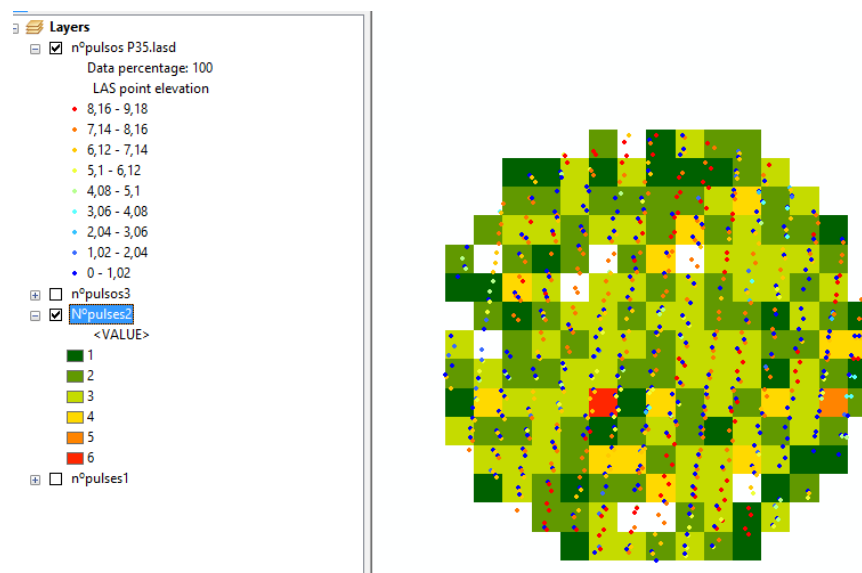 Layers
nºpulsos P35.lasd
Data percentage: 100
LAS point elevation
8,16 - 9,18
7,14 - 8,16
6,12 - 7,14
5,1 - 6,12
4,08 - 5,1
3,06 - 4,08
2,04 - 3,06
1,02 - 2,04
0 - 1,02
nºpulsos3
Nºpulses2
<VALUE>
1
2
3
4
5
6
nºpulses1